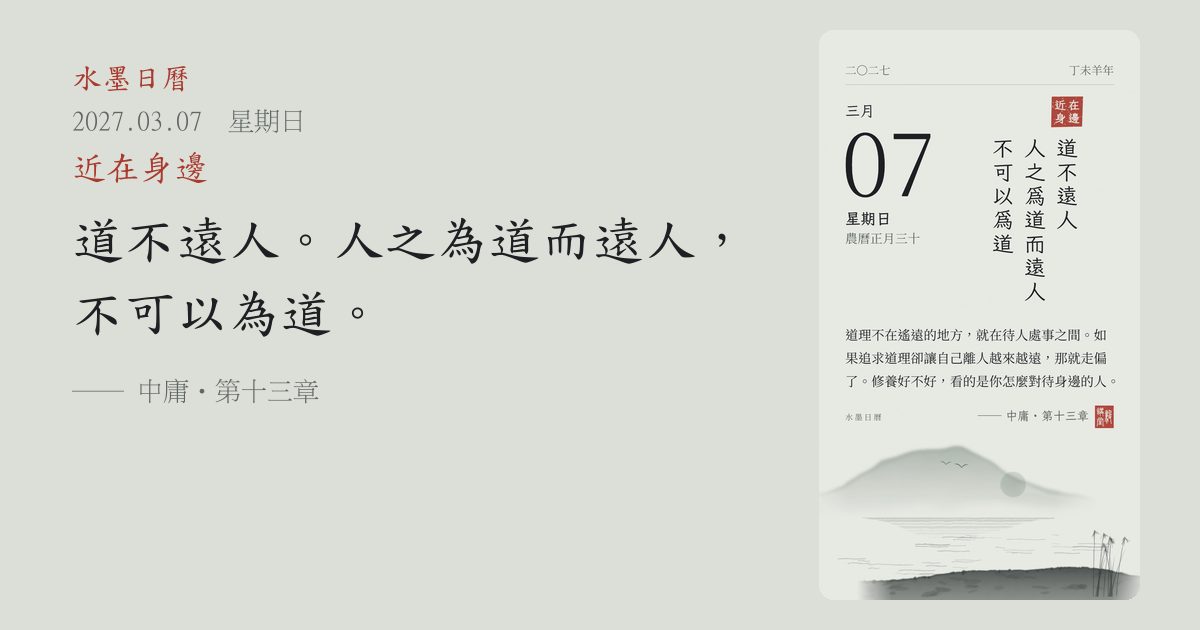 水墨日曆
2027.03.07 星期日
近在身邊
道不遠人。人之為道而遠人，
不可以為道。
—— 中庸·第十三章
二〇二七
丁未羊年
三月
07
星期日
農曆正月三十
近在身邊
道不遠人
人之爲道而遠人
不可以爲道
道理不在遙遠的地方，就在待人處事之間。如
果追求道理卻讓自己離人越來越遠，那就走偏
了。修養好不好，看的是你怎麼對待身邊的人。
水墨日曆
—— 中庸·第十三章